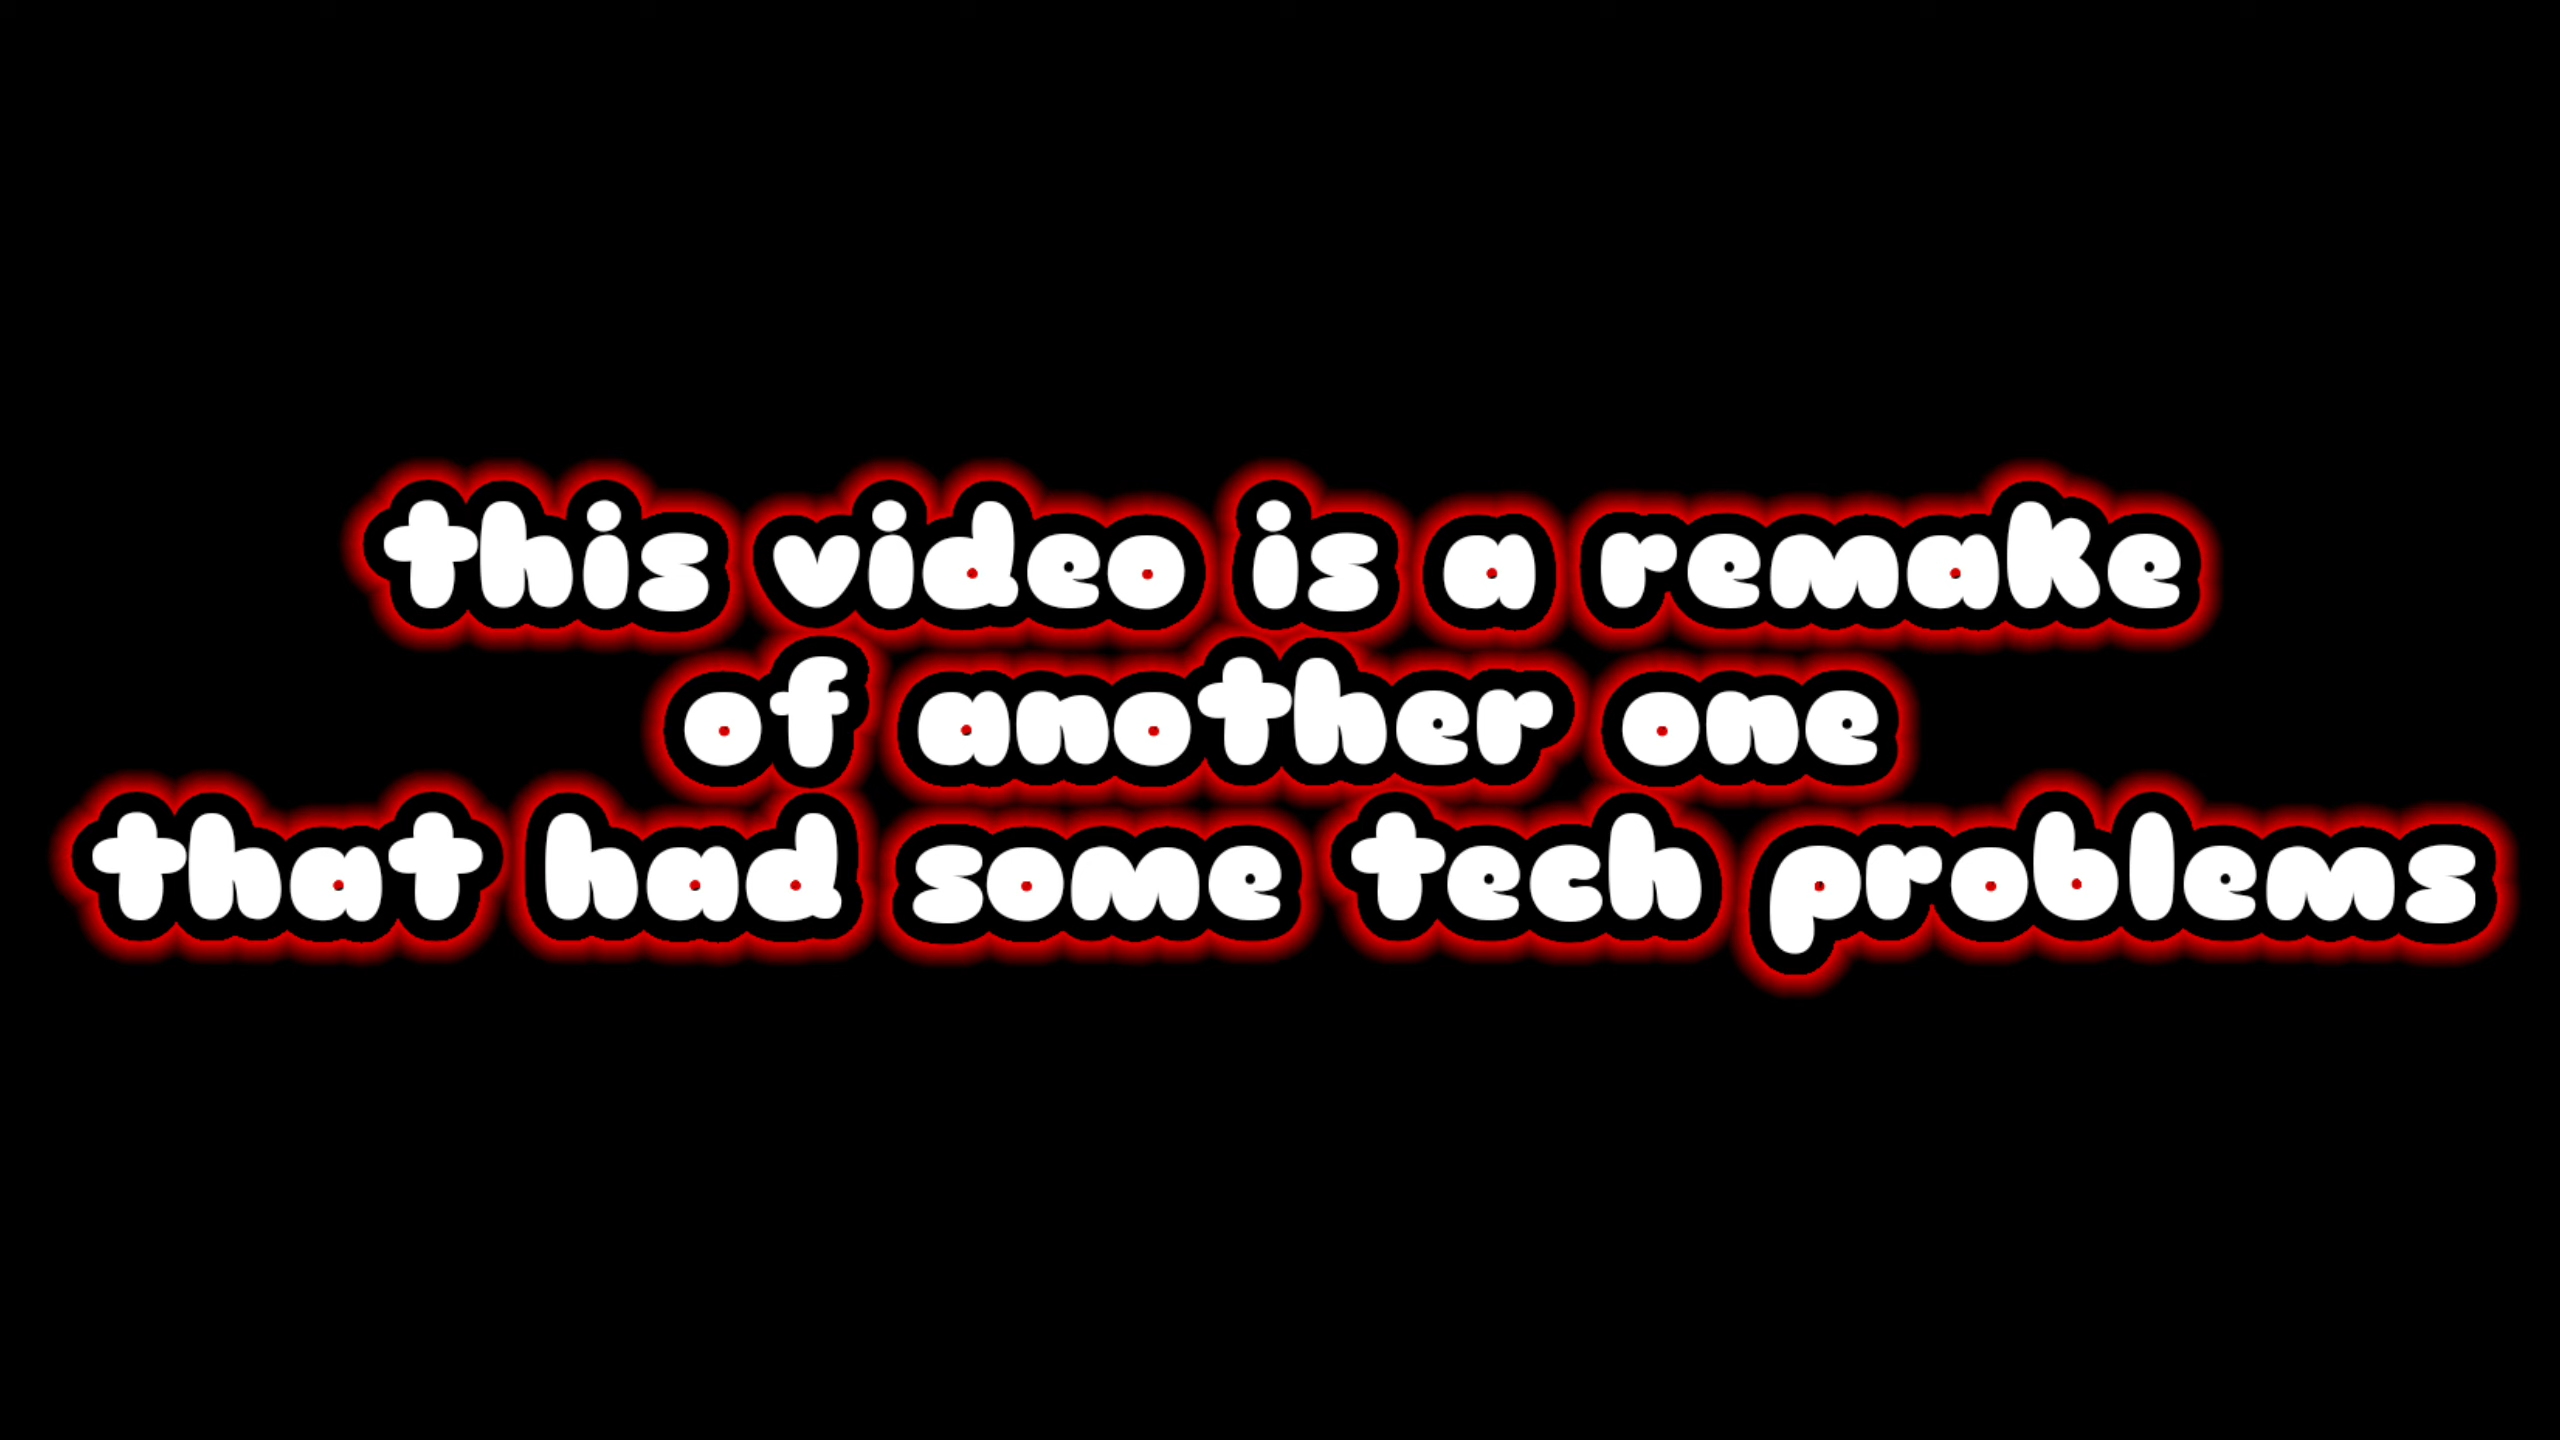 this video is a remake
of another one
that had some tech problems